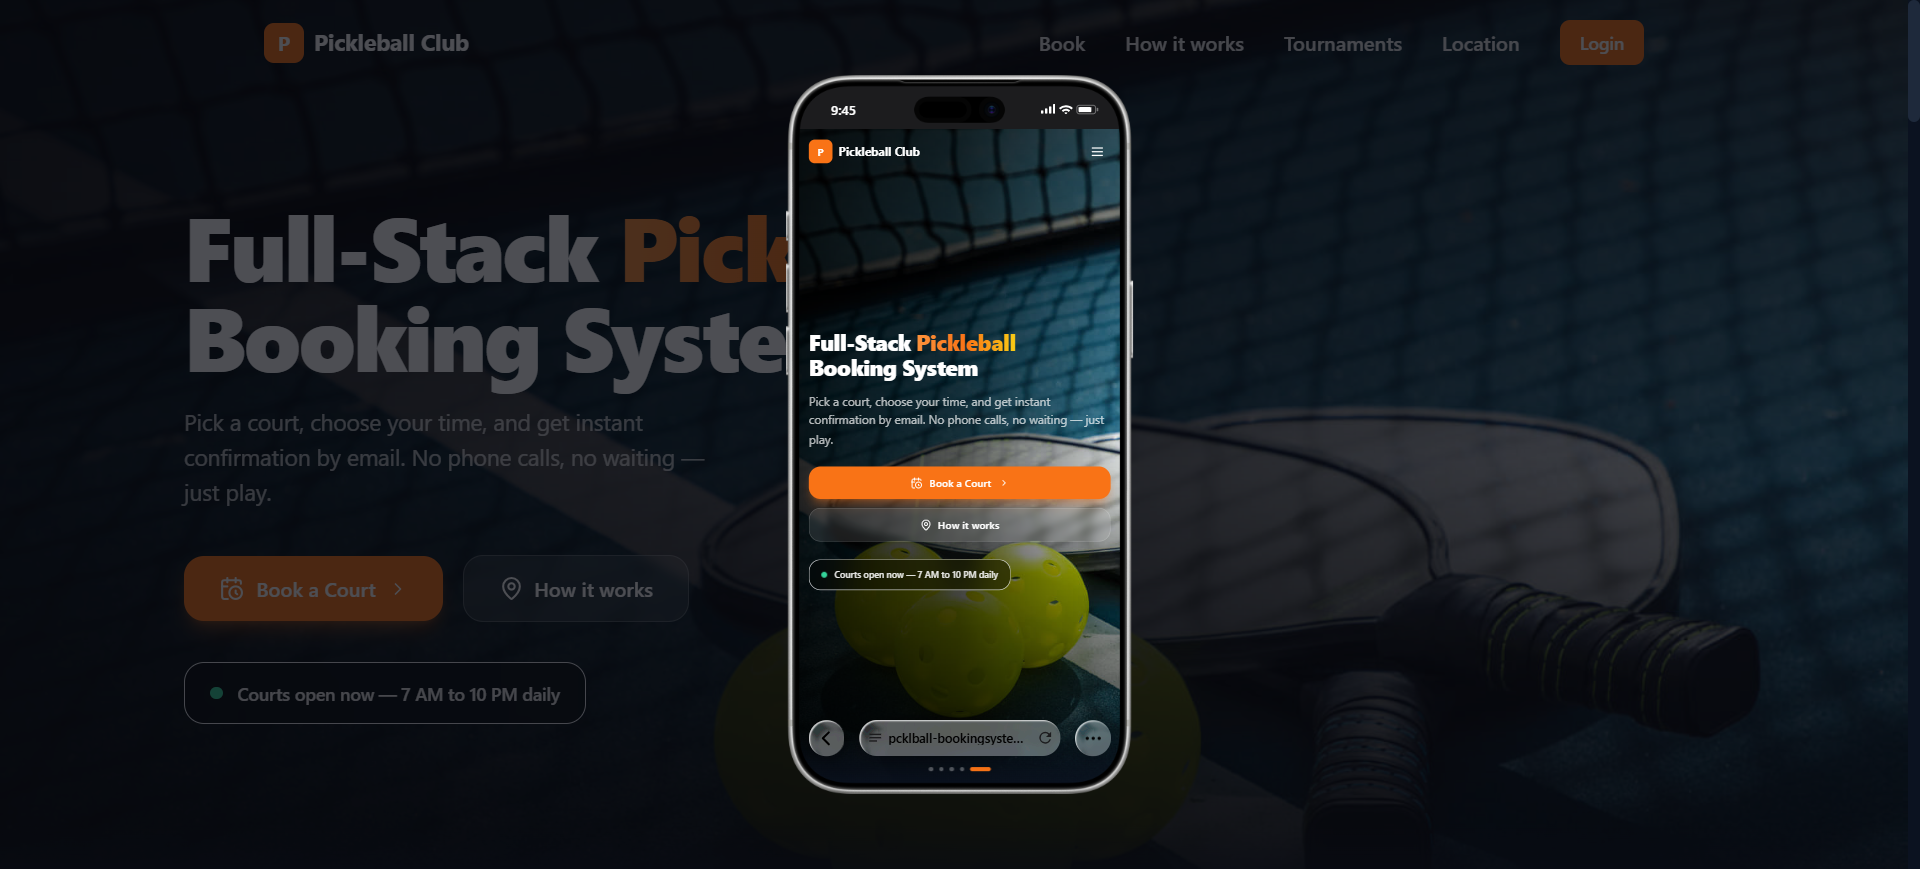 P Pickleball Club
Book How it works Tournaments Location Login
Full-Stack Pick
Booking Syste
Pick a court, choose your time, and get instant
confirmation by email. No phone calls, no waiting —
just play.
Book a Court
How it works
Courts open now — 7 AM to 10 PM daily
9:45
P Pickleball Club
Full-Stack Pickleball
Booking System
Pick a court, choose your time, and get instant
confirmation by email. No phone calls, no waiting — just
play.
Book a Court
How it works
Courts open now — 7 AM to 10 PM daily
pcklball-bookingsyste...